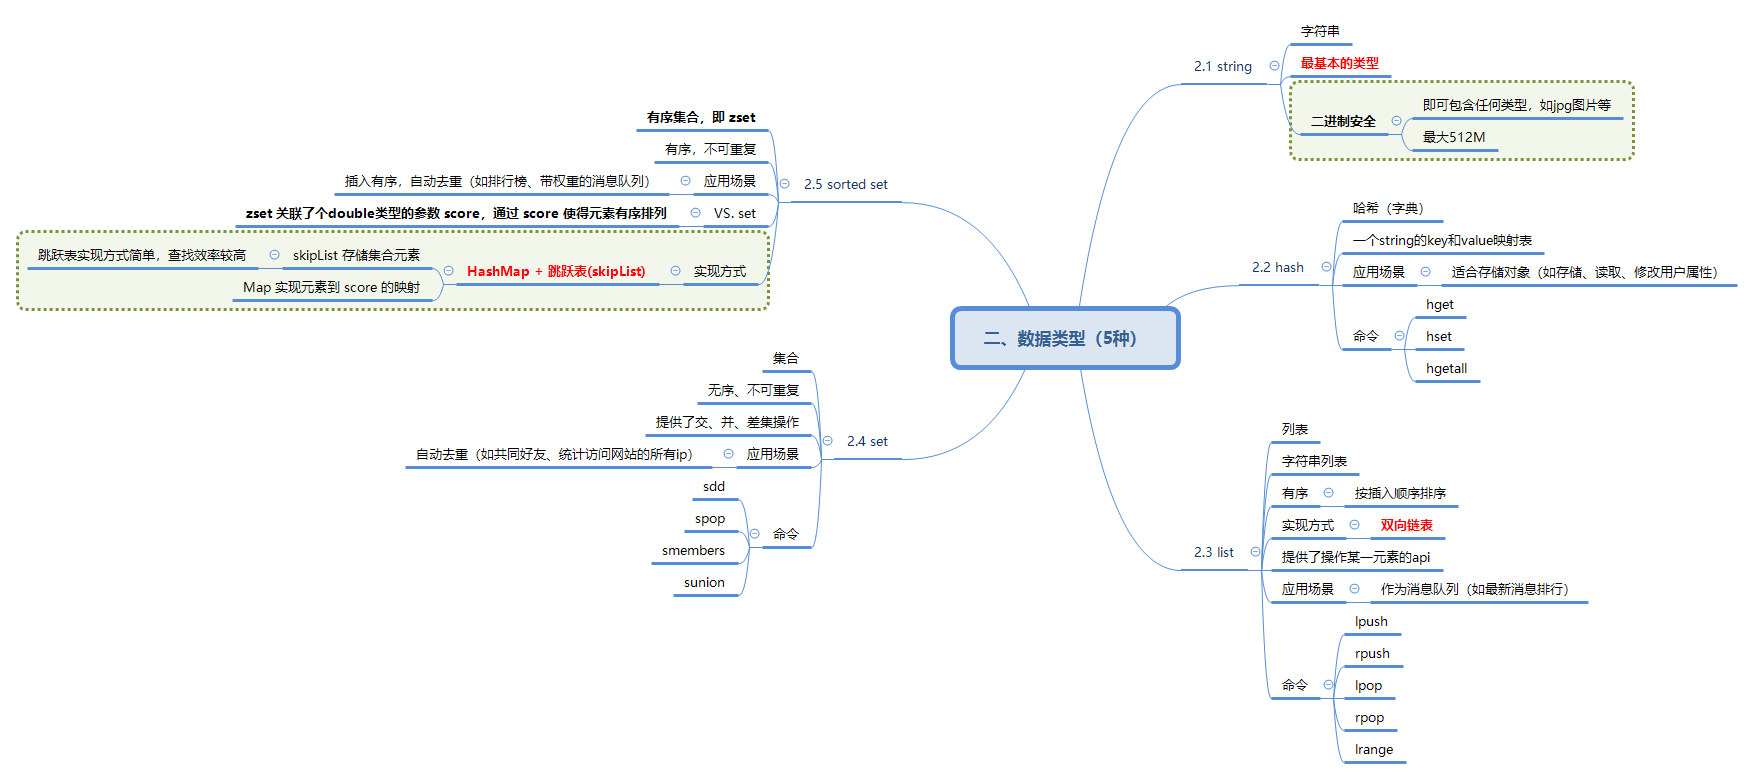 二、数据类型（5种）
2.1 string
字符串
最基本的类型
二进制安全
即可包含任何类型，如jpg图片等
最大512M
2.2 hash
哈希（字典）
一个string的key和value映射表
应用场景
适合存储对象（如存储、读取、修改用户属性）
命令
hget
hset
hgetall
2.3 list
列表
字符串列表
有序
按插入顺序排序
实现方式
双向链表
提供了操作某一元素的api
应用场景
作为消息队列（如最新消息排行）
命令
lpush
rpush
lpop
rpop
lrange
2.4 set
集合
无序、不可重复
提供了交、并、差集操作
应用场景
自动去重（如共同好友、统计访问网站的所有ip）
命令
sdd
spop
smembers
sunion
2.5 sorted set
有序集合，即 zset
有序，不可重复
应用场景
插入有序，自动去重（如排行榜、带权重的消息队列）
VS. set
zset 关联了个double类型的参数 score，通过 score 使得元素有序排列
实现方式
HashMap + 跳跃表(skipList)
skipList 存储集合元素
跳跃表实现方式简单，查找效率较高
Map 实现元素到 score 的映射